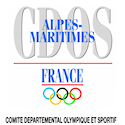 CDOS
ALPES-
MARITIMES
FRANCE
COMITE DEPARTEMENTAL OLYMPIQUE ET SPORTIF